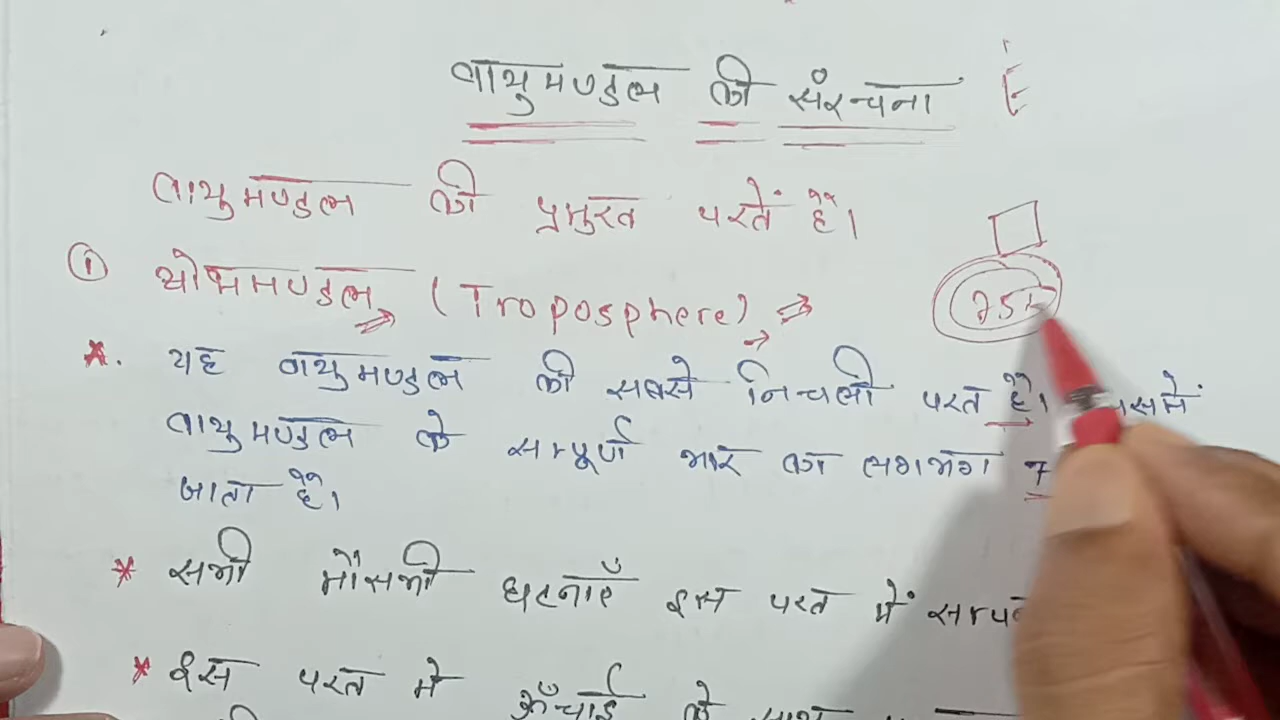 वायुमण्डल की संरचना E
वायुमण्डल की प्रमुख परतें हैं।
① क्षोभमण्डल (Troposphere) ⇒
*. यह वायुमण्डल की सबसे निचली परत है।
वायुमण्डल के सम्पूर्ण भार का लगभग 7
जाता है।
* सभी मौसमी घटनाएँ इस परत में
* इस परत में ऊँचाई के साथ
75